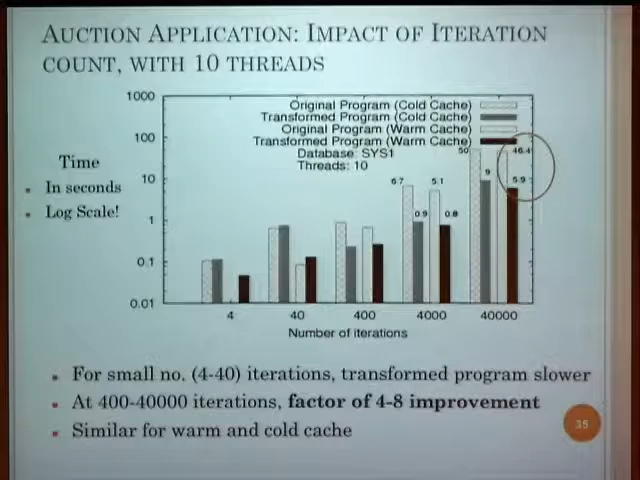 AUCTION APPLICATION: IMPACT OF ITERATION
COUNT, WITH 10 THREADS
Time
In seconds
Log Scale!
1000
100
10
1
0.1
0.01
Original Program (Cold Cache)
Transformed Program (Cold Cache)
Original Program (Warm Cache)
Transformed Program (Warm Cache)
Database: SYS1
Threads: 10
6.7
0.9
5.1
0.8
50
9
46.4
5.9
4
40
400
4000
40000
Number of iterations
For small no. (4-40) iterations, transformed program slower
At 400-40000 iterations, factor of 4-8 improvement
Similar for warm and cold cache
35